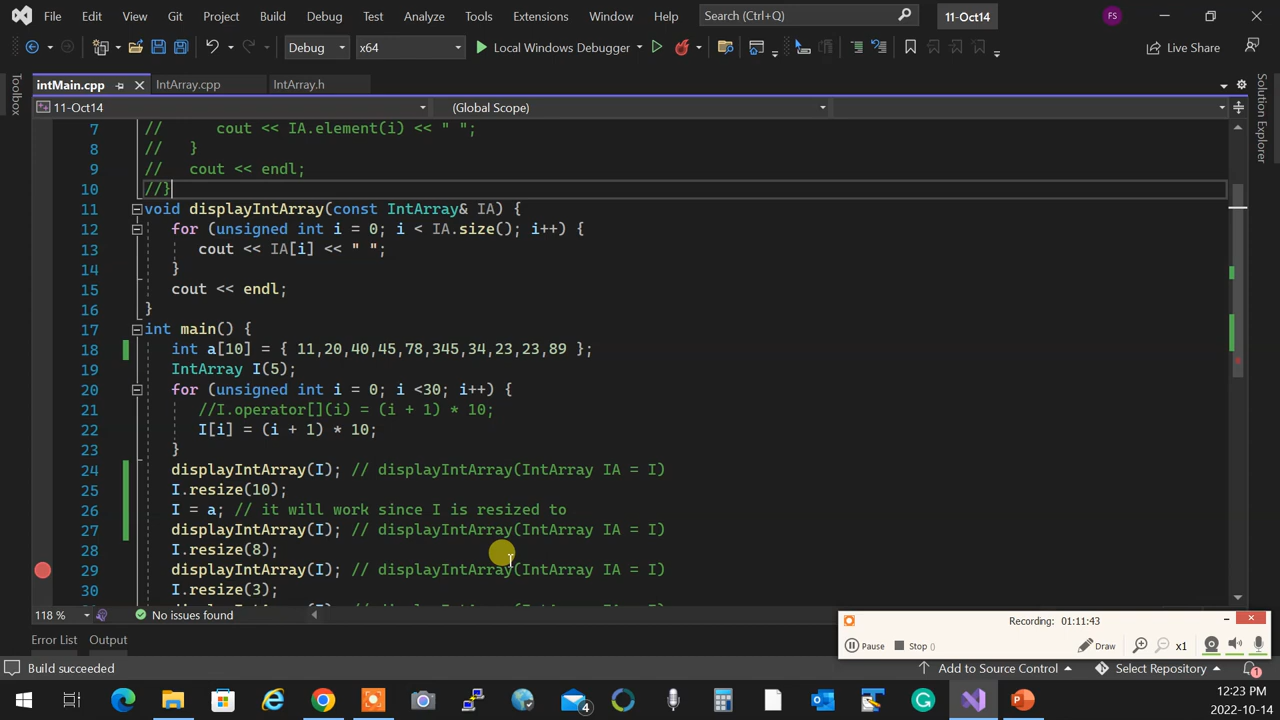 File Edit View Git Project Build Debug Test Analyze Tools Extensions Window Help Search (Ctrl+Q) 11-Oct14 FS
Debug x64 Local Windows Debugger Live Share
intMain.cpp IntArray.cpp IntArray.h
11-Oct14 (Global Scope)
Toolbox
Solution Explorer
7 // cout << IA.element(i) << " ";
8 // }
9 // cout << endl;
10 //}
11 void displayIntArray(const IntArray& IA) {
12 for (unsigned int i = 0; i < IA.size(); i++) {
13 cout << IA[i] << " ";
14 }
15 cout << endl;
16 }
17 int main() {
18 int a[10] = { 11,20,40,45,78,345,34,23,23,89 };
19 IntArray I(5);
20 for (unsigned int i = 0; i <30; i++) {
21 //I.operator[](i) = (i + 1) * 10;
22 I[i] = (i + 1) * 10;
23 }
24 displayIntArray(I); // displayIntArray(IntArray IA = I)
25 I.resize(10);
26 I = a; // it will work since I is resized to
27 displayIntArray(I); // displayIntArray(IntArray IA = I)
28 I.resize(8);
29 displayIntArray(I); // displayIntArray(IntArray IA = I)
30 I.resize(3);
118 % No issues found
Recording: 01:11:43
Pause Stop () Draw x1
Error List Output
Build succeeded Add to Source Control Select Repository 1
4
12:23 PM
2022-10-14